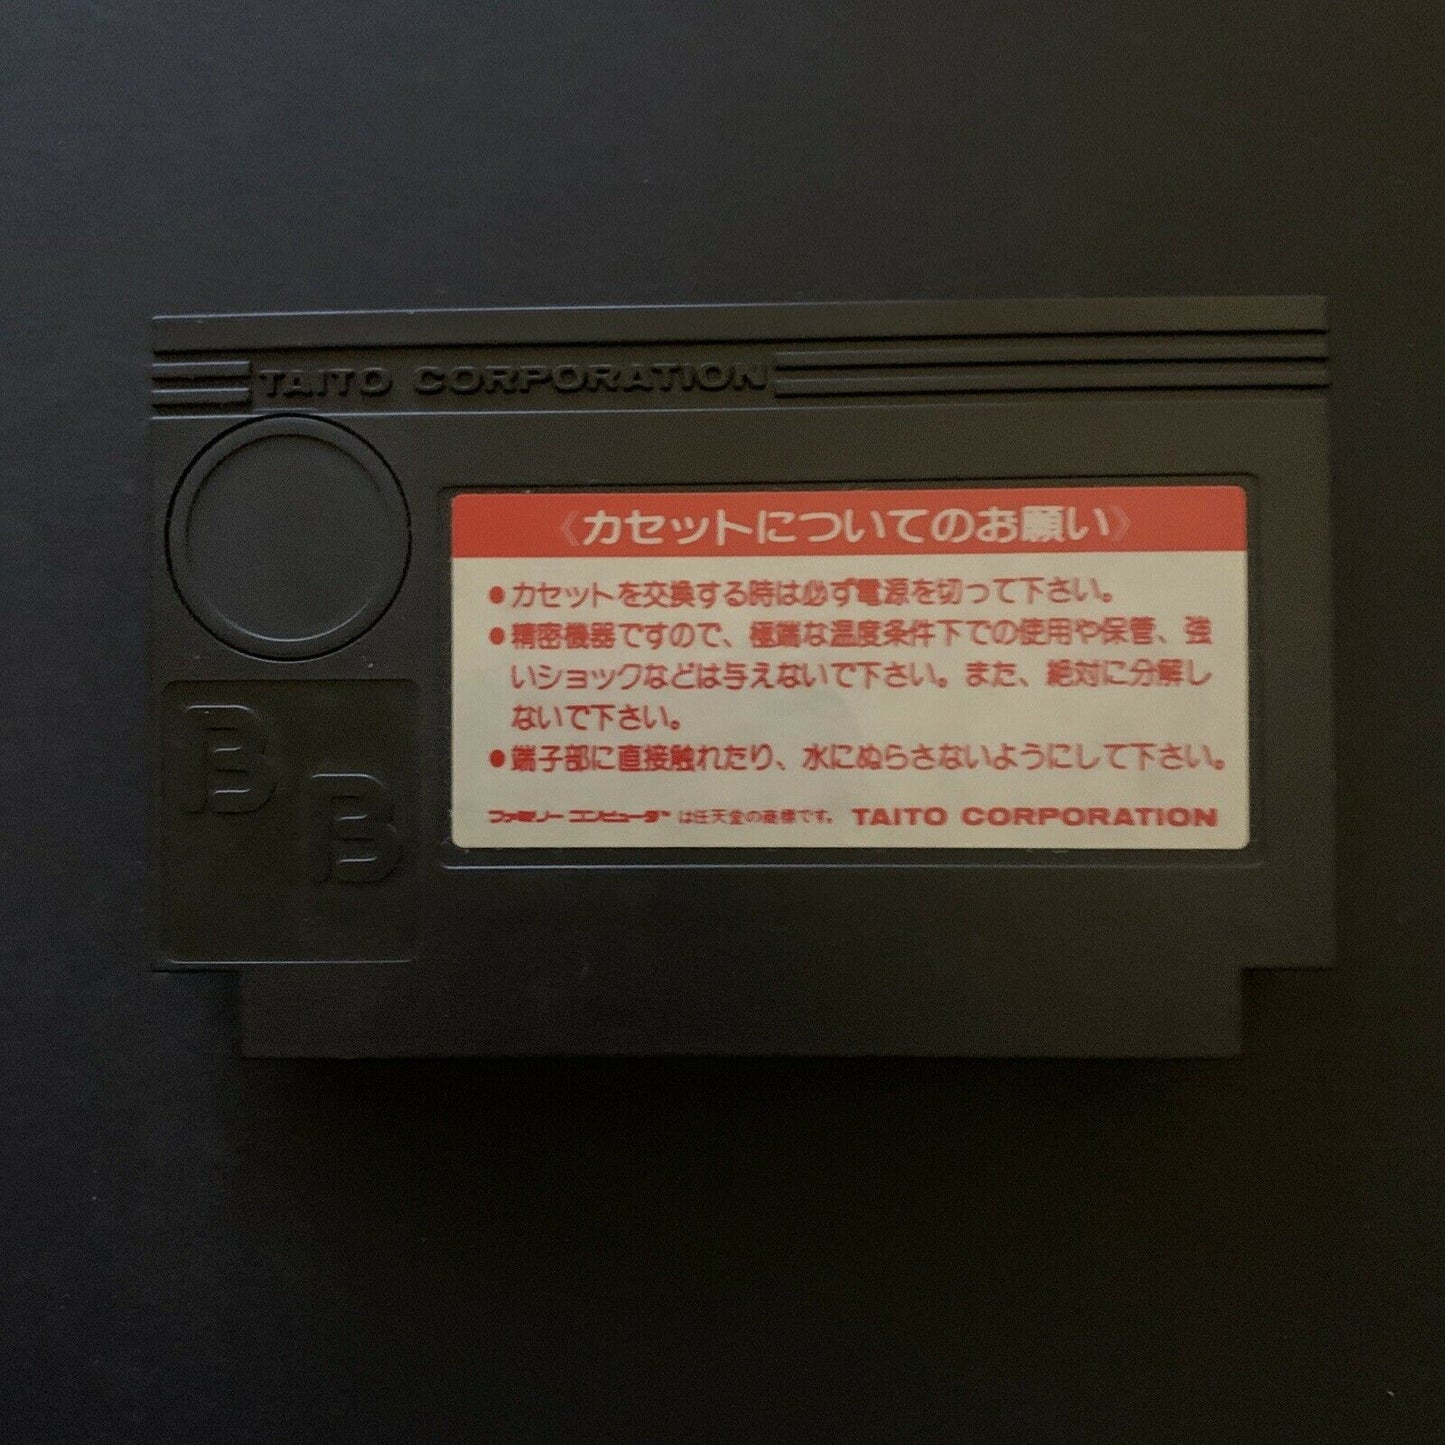 TAITO CORPORATION
《カセットについてのお願い》
●カセットを交換する時は必ず電源を切って下さい。
●精密機器ですので、極端な温度条件下での使用や保管、強
いショックなどは与えないで下さい。また、絶対に分解し
ないで下さい。
●端子部に直接触れたり、水にぬらさないようにして下さい。
ファミリーコンピュータ™は任天堂の商標です。 TAITO CORPORATION
B
B